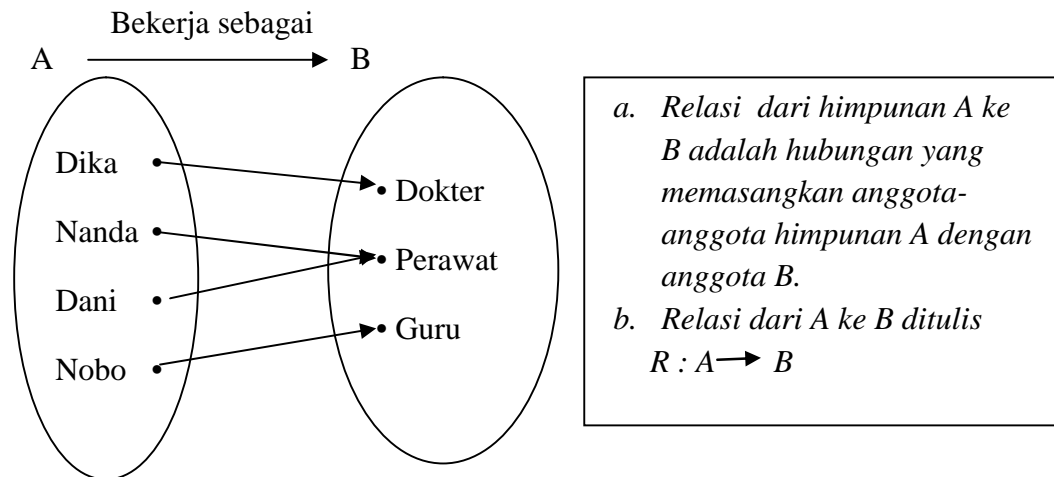 Bekerja sebagai
A B
Dika
Nanda
Dani
Nobo
Dokter
Perawat
Guru
a. Relasi dari himpunan A ke
B adalah hubungan yang
memasangkan anggota-
anggota himpunan A dengan
anggota B.
b. Relasi dari A ke B ditulis
R : A → B